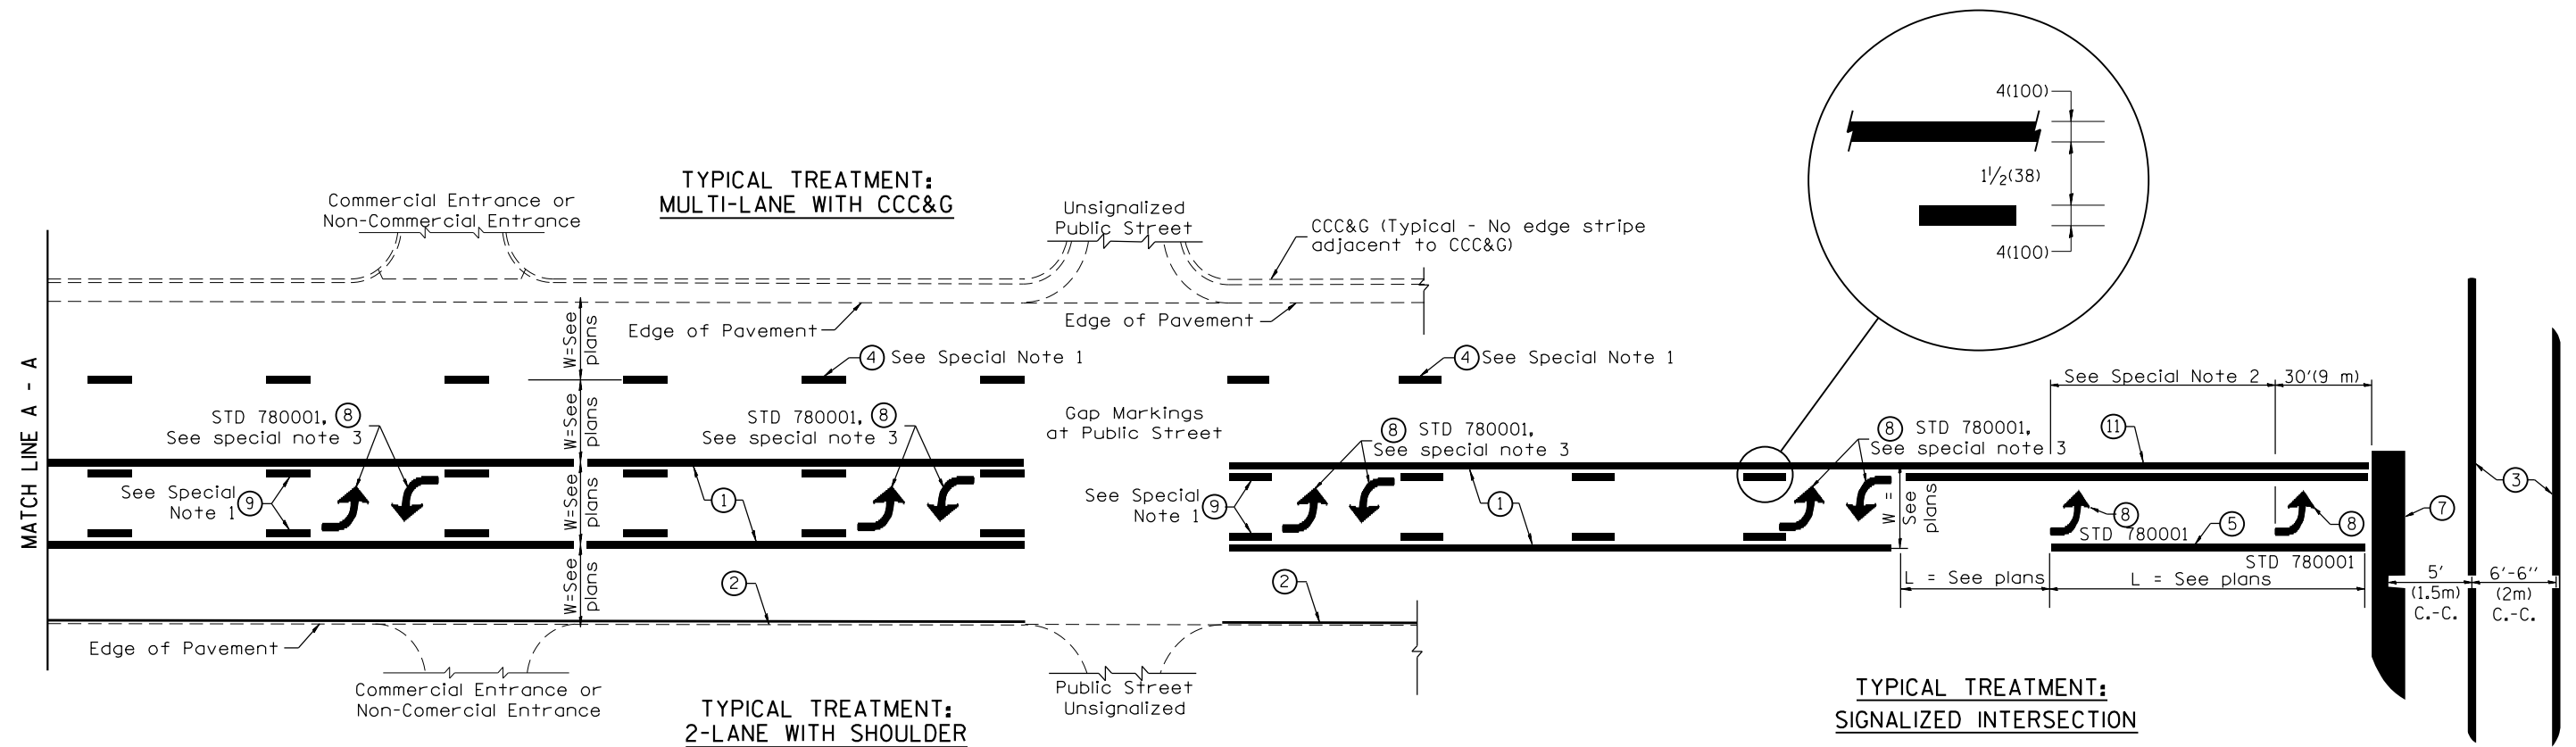 TYPICAL TREATMENT:
MULTI-LANE WITH CCC&G
Commercial Entrance or
Non-Commercial Entrance
Unsignalized
Public Street
CCC&G (Typical - No edge stripe
adjacent to CCC&G)
4(100)
1 1/2(38)
4(100)
Edge of Pavement
Edge of Pavement
MATCH LINE A - A
W=See
plans
W=See
plans
W=See
plans
W=See
plans
4 See Special Note 1
4 See Special Note 1
See Special Note 2
30'(9 m)
STD 780001, 8
See special note 3
STD 780001, 8
See special note 3
Gap Markings
at Public Street
8 STD 780001,
See special note 3
8 STD 780001,
See special note 3
11
See Special
Note 1 9
1
See Special
Note 1 9
1
W =
See
plans
8
STD 780001
5
8
STD 780001
7
3
2
2
L = See plans
L = See plans
5'
(1.5m)
C.-C.
6'-6"
(2m)
C.-C.
Edge of Pavement
Commercial Entrance or
Non-Comercial Entrance
Public Street
Unsignalized
TYPICAL TREATMENT:
2-LANE WITH SHOULDER
TYPICAL TREATMENT:
SIGNALIZED INTERSECTION